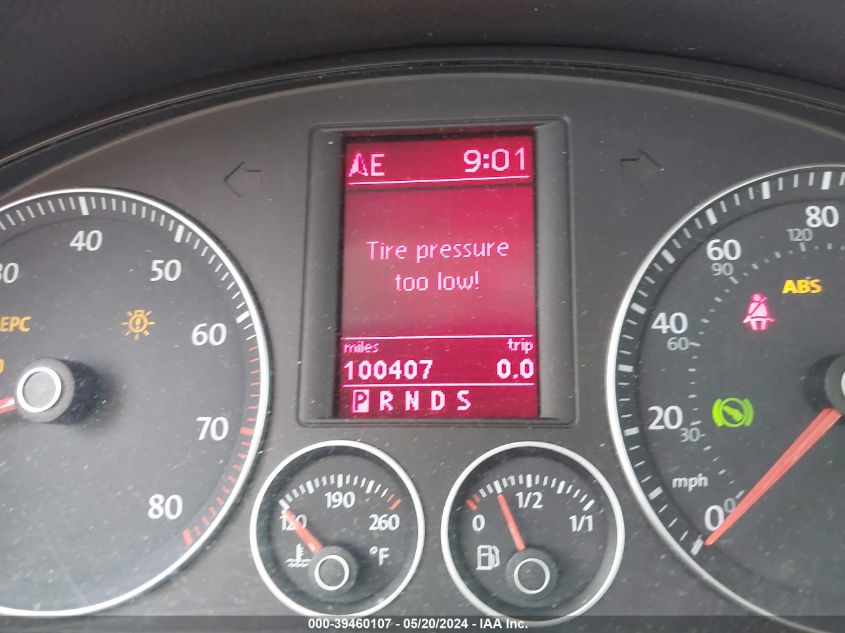 E 9:01
Tire pressure
too low!
miles trip
100407 0.0
P R N D S
30 40 50 60 70 80
EPC
120 190 260
°F
0 1/2 1/1
0 20 40 60 80
30 60 90 120
mph
ABS
000-39460107 - 05/20/2024 - IAA Inc.